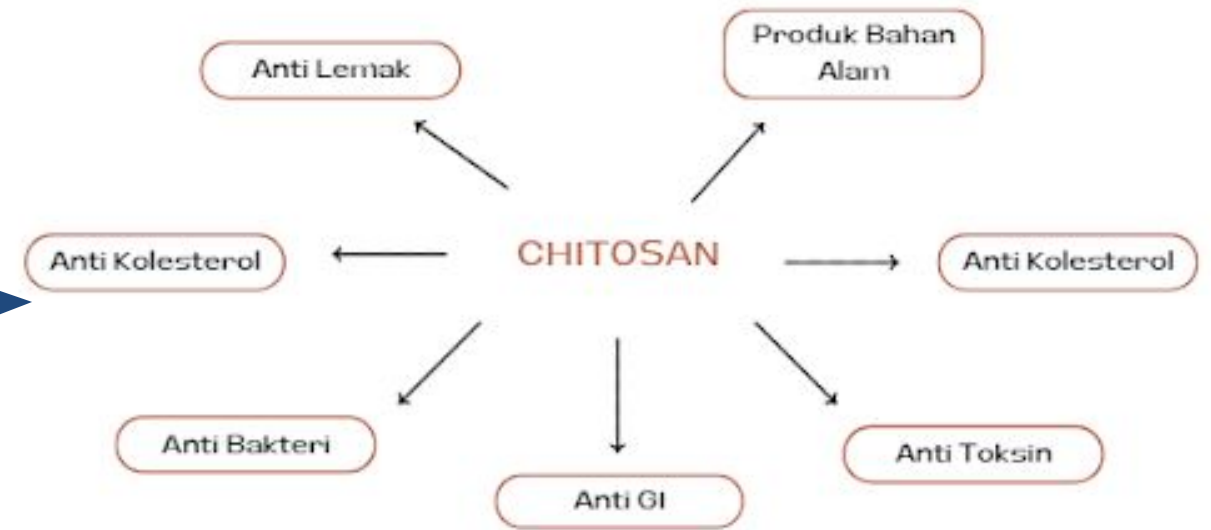 Produk Bahan
Alam
Anti Lemak
CHITOSAN
Anti Kolesterol
Anti Kolesterol
Anti Bakteri
Anti Toksin
Anti GI